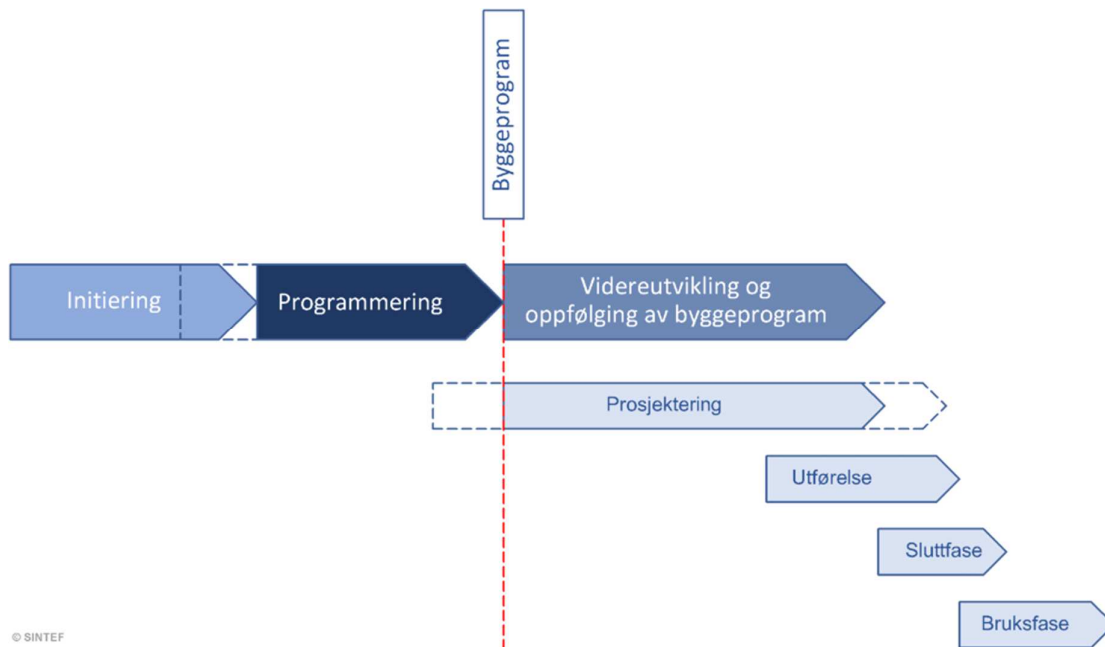 Byggeprogram
Initiering
Programmering
Videreutvikling og
oppfølging av byggeprogram
Prosjektering
Utførelse
Sluttfase
Bruksfase
© SINTEF